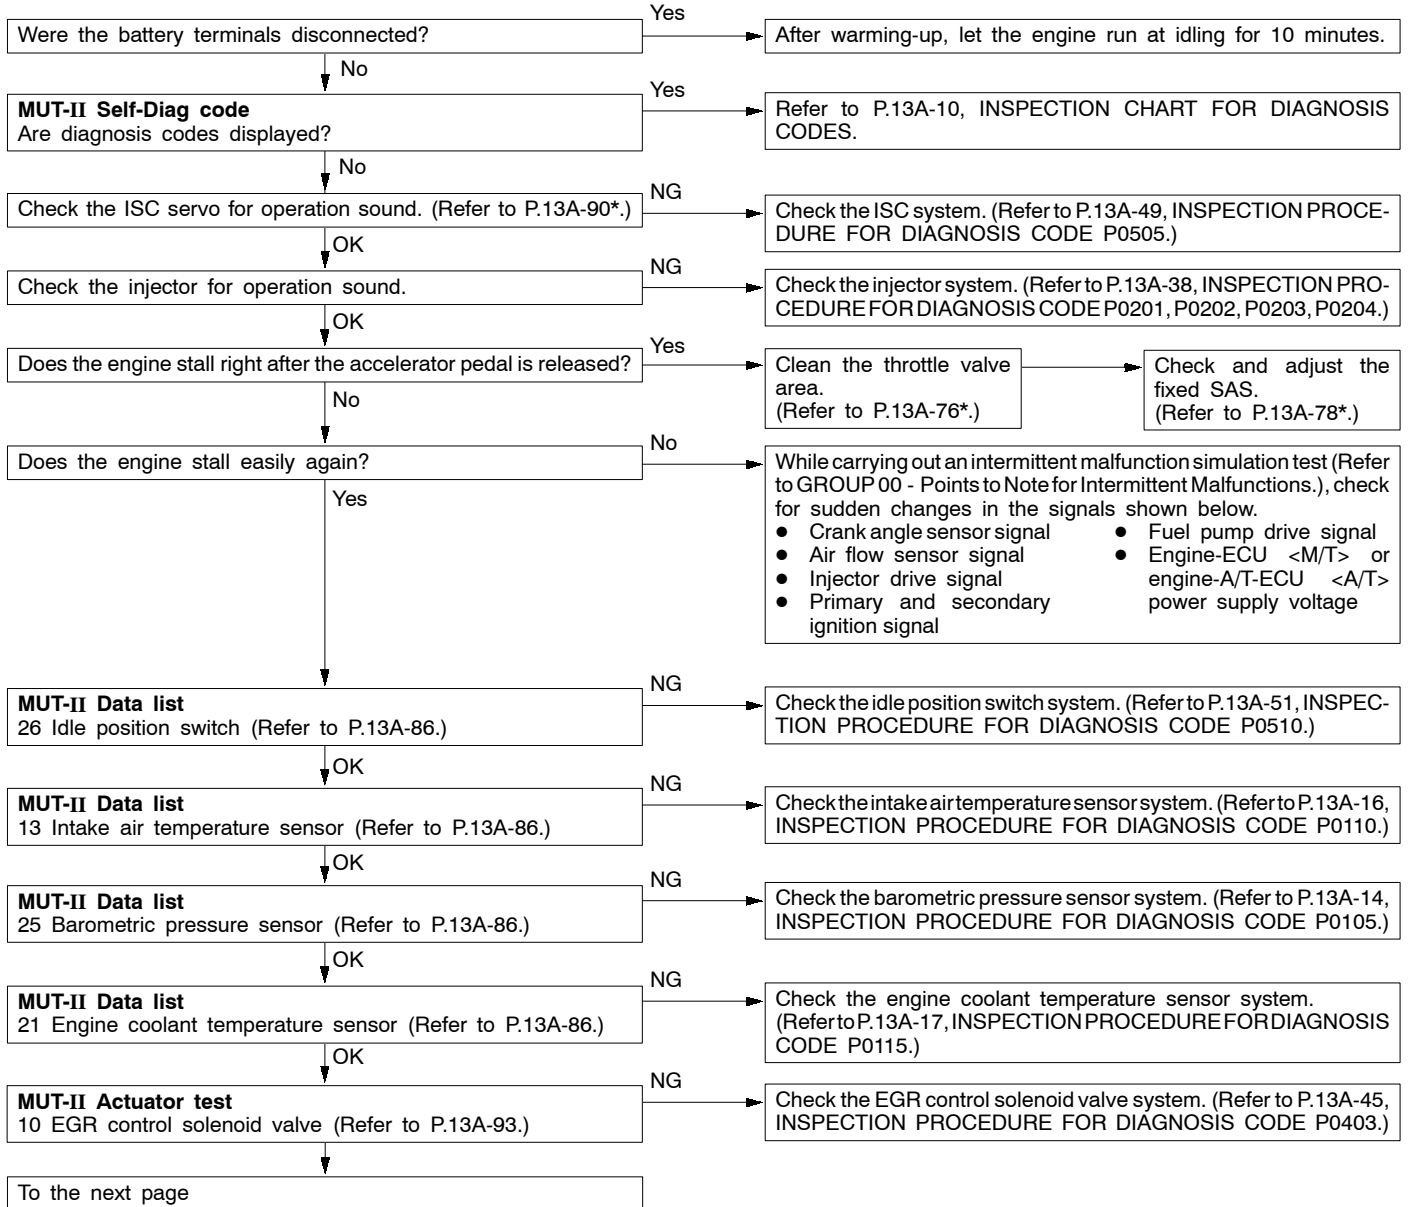 Were the battery terminals disconnected?
Yes
After warming-up, let the engine run at idling for 10 minutes.
No
MUT-II Self-Diag code
Are diagnosis codes displayed?
Yes
Refer to P.13A-10, INSPECTION CHART FOR DIAGNOSIS
CODES.
No
Check the ISC servo for operation sound. (Refer to P.13A-90*.)
NG
Check the ISC system. (Refer to P.13A-49, INSPECTION PROCE-
DURE FOR DIAGNOSIS CODE P0505.)
OK
Check the injector for operation sound.
NG
Check the injector system. (Refer to P.13A-38, INSPECTION PRO-
CEDURE FOR DIAGNOSIS CODE P0201, P0202, P0203, P0204.)
OK
Does the engine stall right after the accelerator pedal is released?
Yes
Clean the throttle valve
area.
(Refer to P.13A-76*.)
Check and adjust the
fixed SAS.
(Refer to P.13A-78*.)
No
Does the engine stall easily again?
No
While carrying out an intermittent malfunction simulation test (Refer
to GROUP 00 - Points to Note for Intermittent Malfunctions.), check
for sudden changes in the signals shown below.
● Crank angle sensor signal
● Air flow sensor signal
● Injector drive signal
● Primary and secondary
ignition signal
● Fuel pump drive signal
● Engine-ECU <M/T> or
engine-A/T-ECU <A/T>
power supply voltage
Yes
MUT-II Data list
26 Idle position switch (Refer to P.13A-86.)
NG
Check the idle position switch system. (Refer to P.13A-51, INSPEC-
TION PROCEDURE FOR DIAGNOSIS CODE P0510.)
OK
MUT-II Data list
13 Intake air temperature sensor (Refer to P.13A-86.)
NG
Check the intake air temperature sensor system. (Refer to P.13A-16,
INSPECTION PROCEDURE FOR DIAGNOSIS CODE P0110.)
OK
MUT-II Data list
25 Barometric pressure sensor (Refer to P.13A-86.)
NG
Check the barometric pressure sensor system. (Refer to P.13A-14,
INSPECTION PROCEDURE FOR DIAGNOSIS CODE P0105.)
OK
MUT-II Data list
21 Engine coolant temperature sensor (Refer to P.13A-86.)
NG
Check the engine coolant temperature sensor system.
(Refer to P.13A-17, INSPECTION PROCEDURE FOR DIAGNOSIS
CODE P0115.)
OK
MUT-II Actuator test
10 EGR control solenoid valve (Refer to P.13A-93.)
NG
Check the EGR control solenoid valve system. (Refer to P.13A-45,
INSPECTION PROCEDURE FOR DIAGNOSIS CODE P0403.)
To the next page